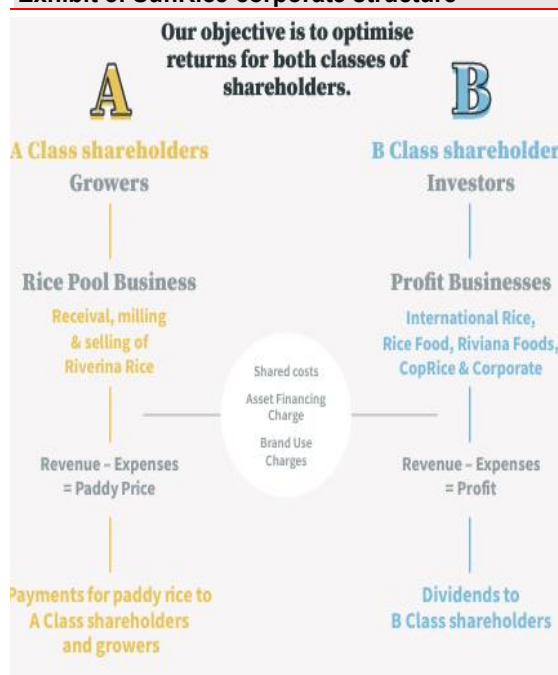 Our objective is to optimise
returns for both classes of
shareholders.
A
B
A Class shareholders
Growers
Rice Pool Business
Receival, milling
& selling of
Riverina Rice
Revenue – Expenses
= Paddy Price
Payments for paddy rice to
A Class shareholders
and growers
Shared costs
Asset Financing
Charge
Brand Use
Charges
B Class shareholder
Investors
Profit Businesses
International Rice,
Rice Food, Riviana Foods,
CopRice & Corporate
Revenue – Expenses
= Profit
Dividends to
B Class shareholders